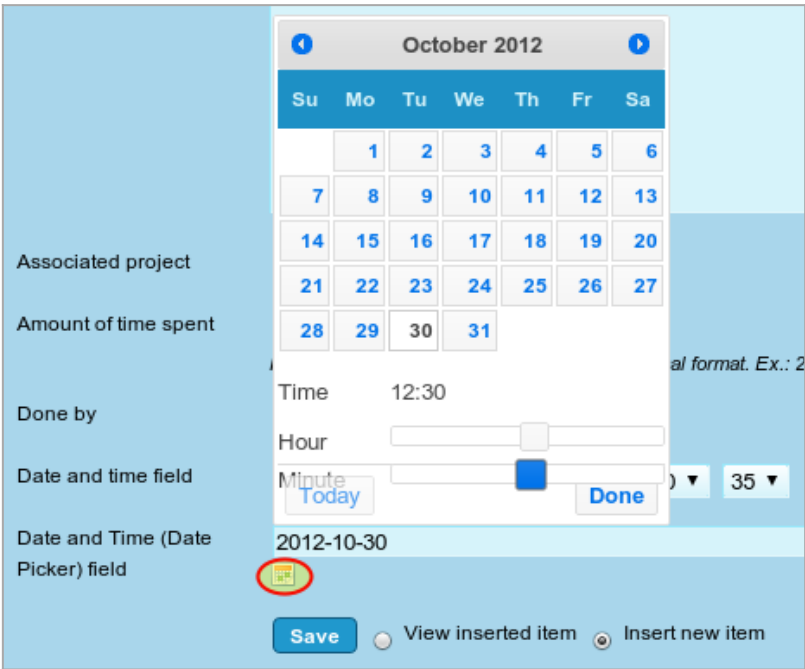 October 2012
Su Mo Tu We Th Fr Sa
1 2 3 4 5 6
7 8 9 10 11 12 13
14 15 16 17 18 19 20
Associated project
21 22 23 24 25 26 27
Amount of time spent
28 29 30 31
al format. Ex.: 2
Time 12:30
Done by
Hour
Date and time field
Minute
35
Today Done
Date and Time (Date
Picker) field
2012-10-30
Save View inserted item Insert new item